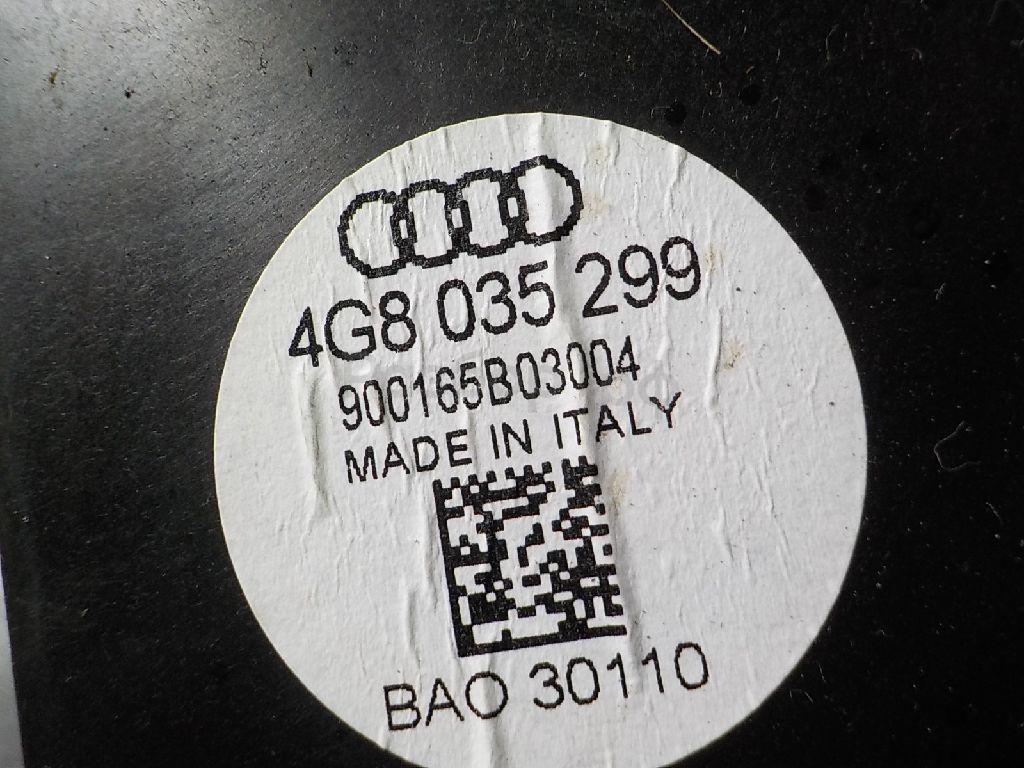 4G8 035 299
900165B03004
MADE IN ITALY
BAO 30110